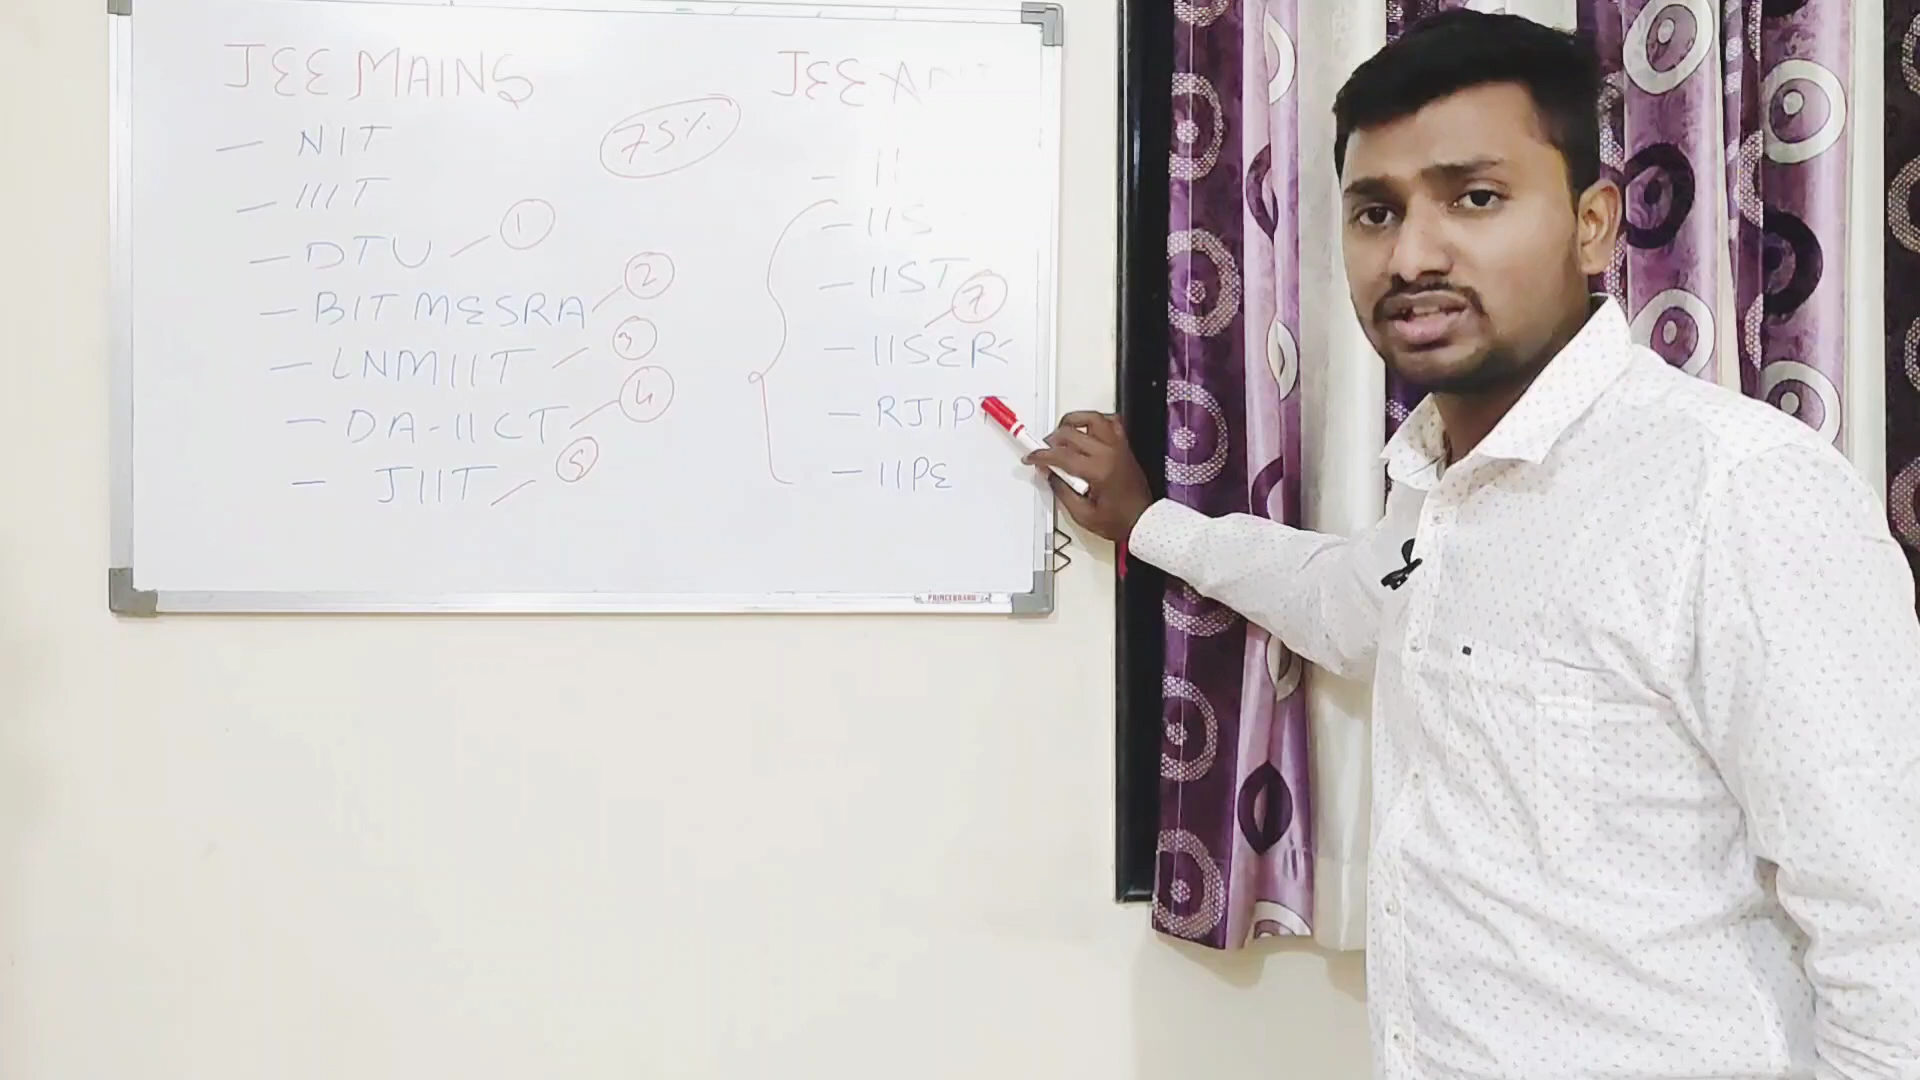 JEE MAINS
— NIT
— IIIT
— DTU — 1
— BIT MESRA — 2
— LNMIIT — 3
— DA-IICT — 4
— JIIT — 5
75%
JEE
— II
— IIS
— IIST
— IISER — 7
— RJIPT
— IIPE
PRINCEBOARD